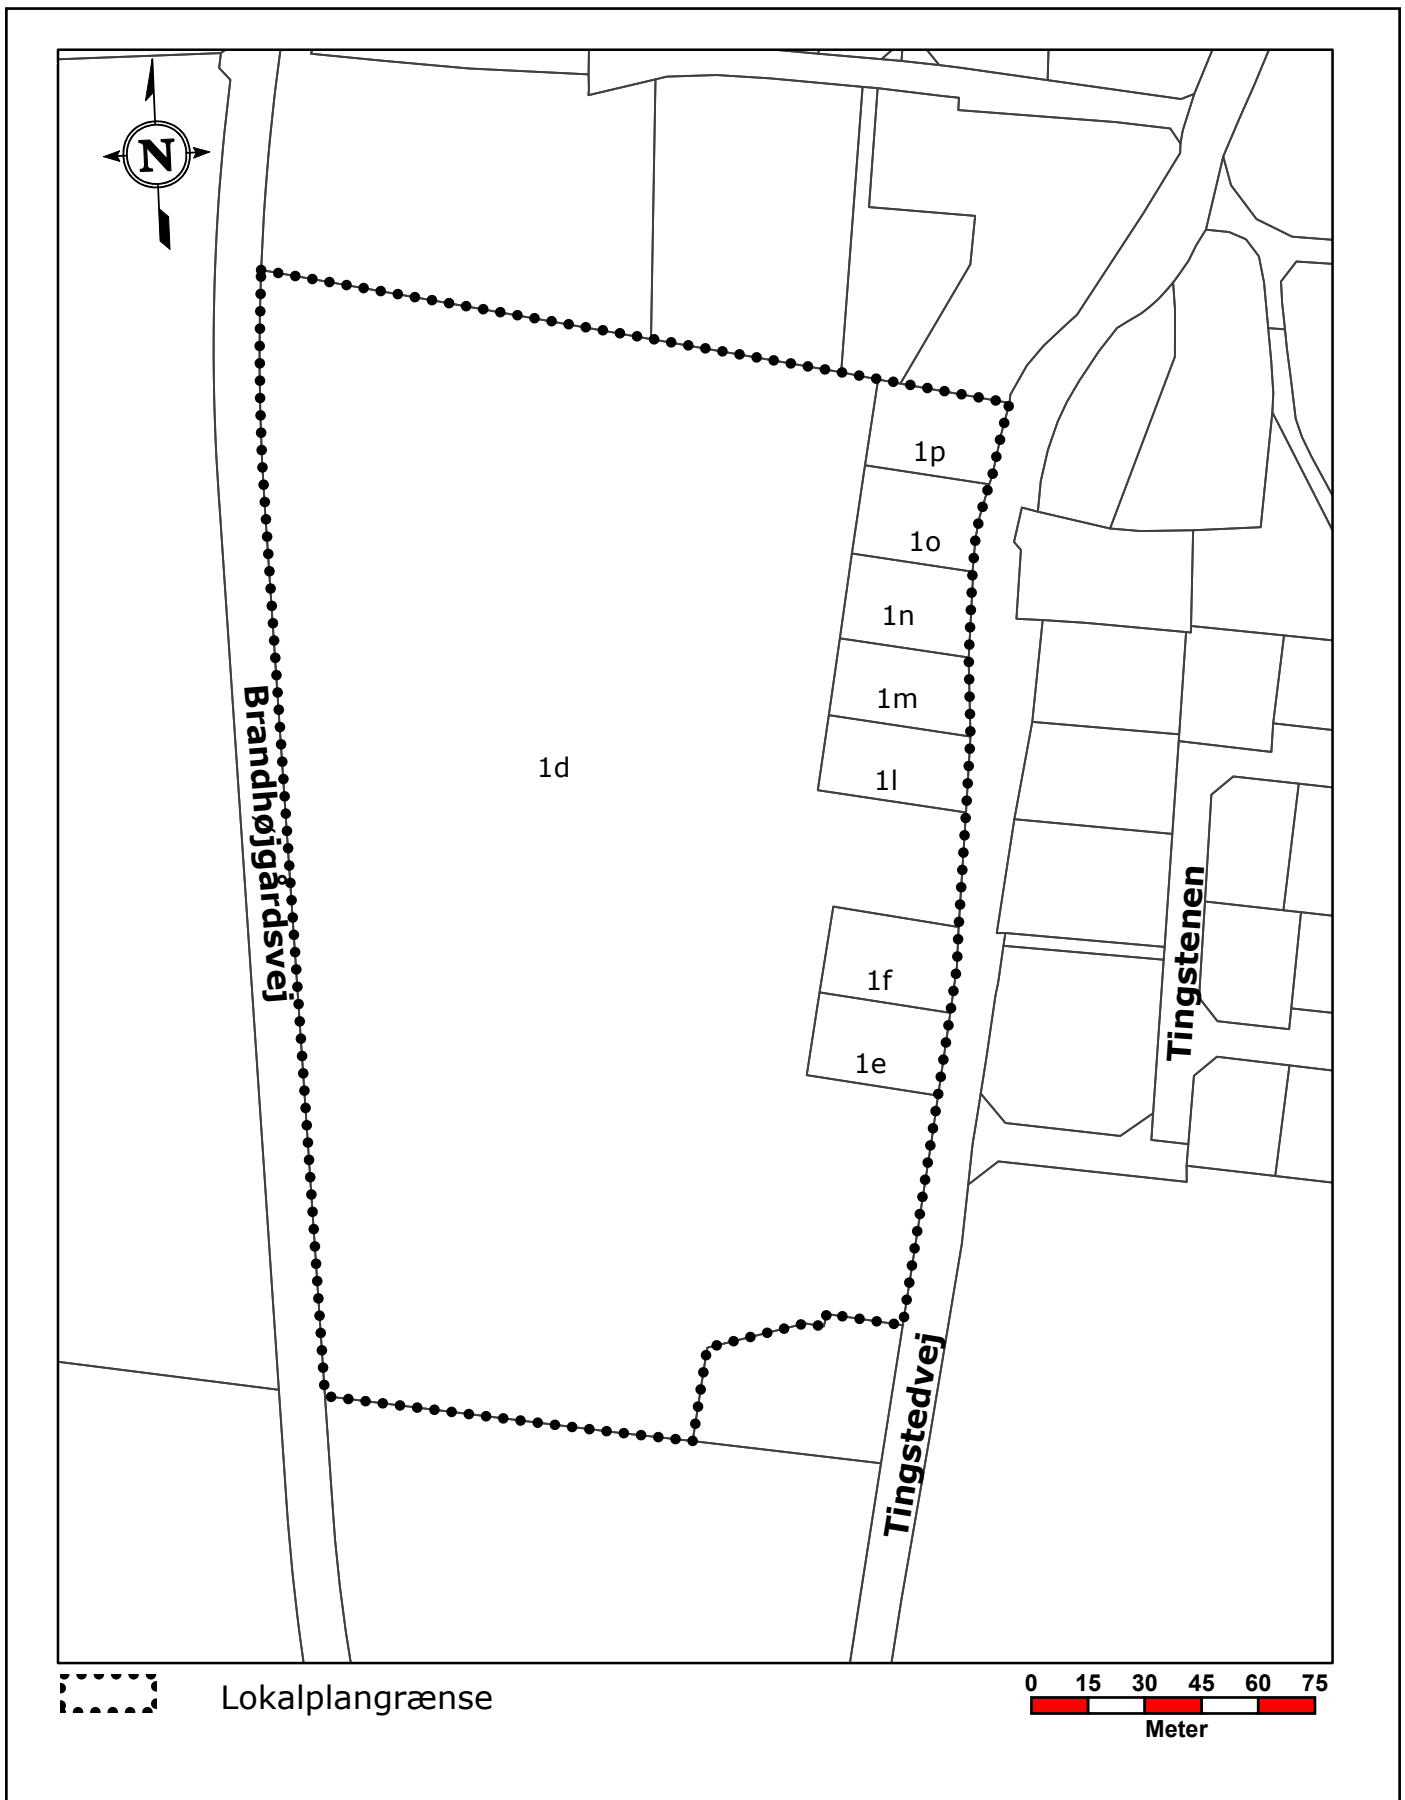 N
1p
1o
1n
1m
1l
1d
1f
1e
Brandhøjgårdsvej
Tingstenen
Tingstedvej
Lokalplangrænse
0 15 30 45 60 75
Meter